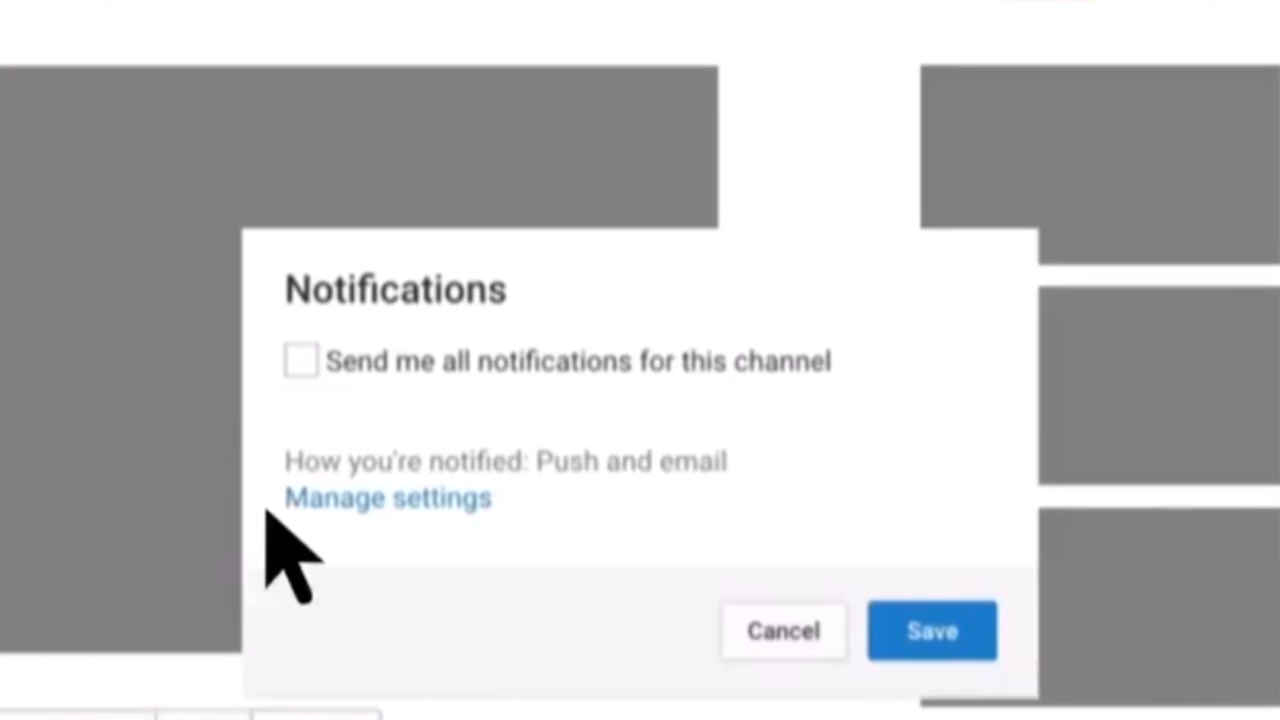 Notifications
Send me all notifications for this channel
How you're notified: Push and email
Manage settings
Cancel
Save